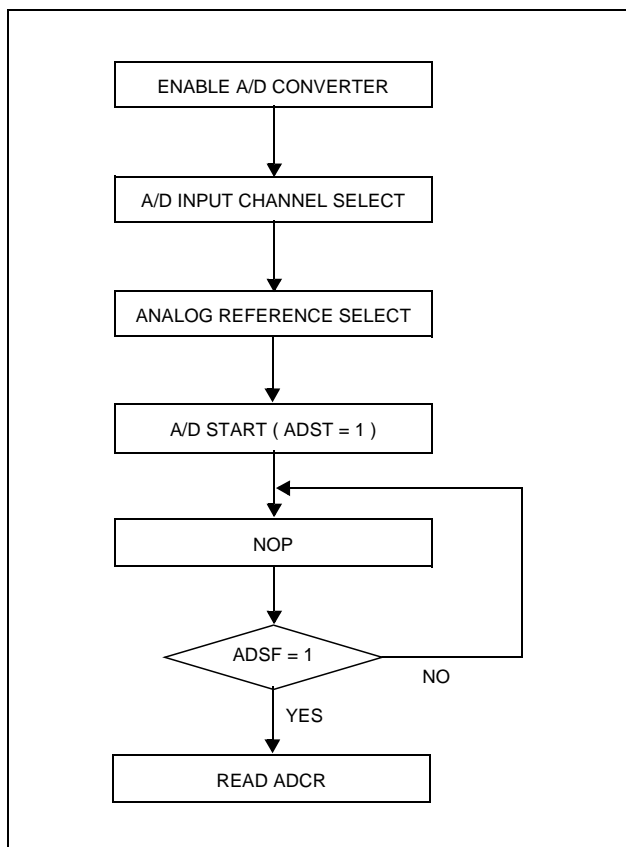 ENABLE A/D CONVERTER
A/D INPUT CHANNEL SELECT
ANALOG REFERENCE SELECT
A/D START ( ADST = 1 )
NOP
ADSF = 1
NO
YES
READ ADCR